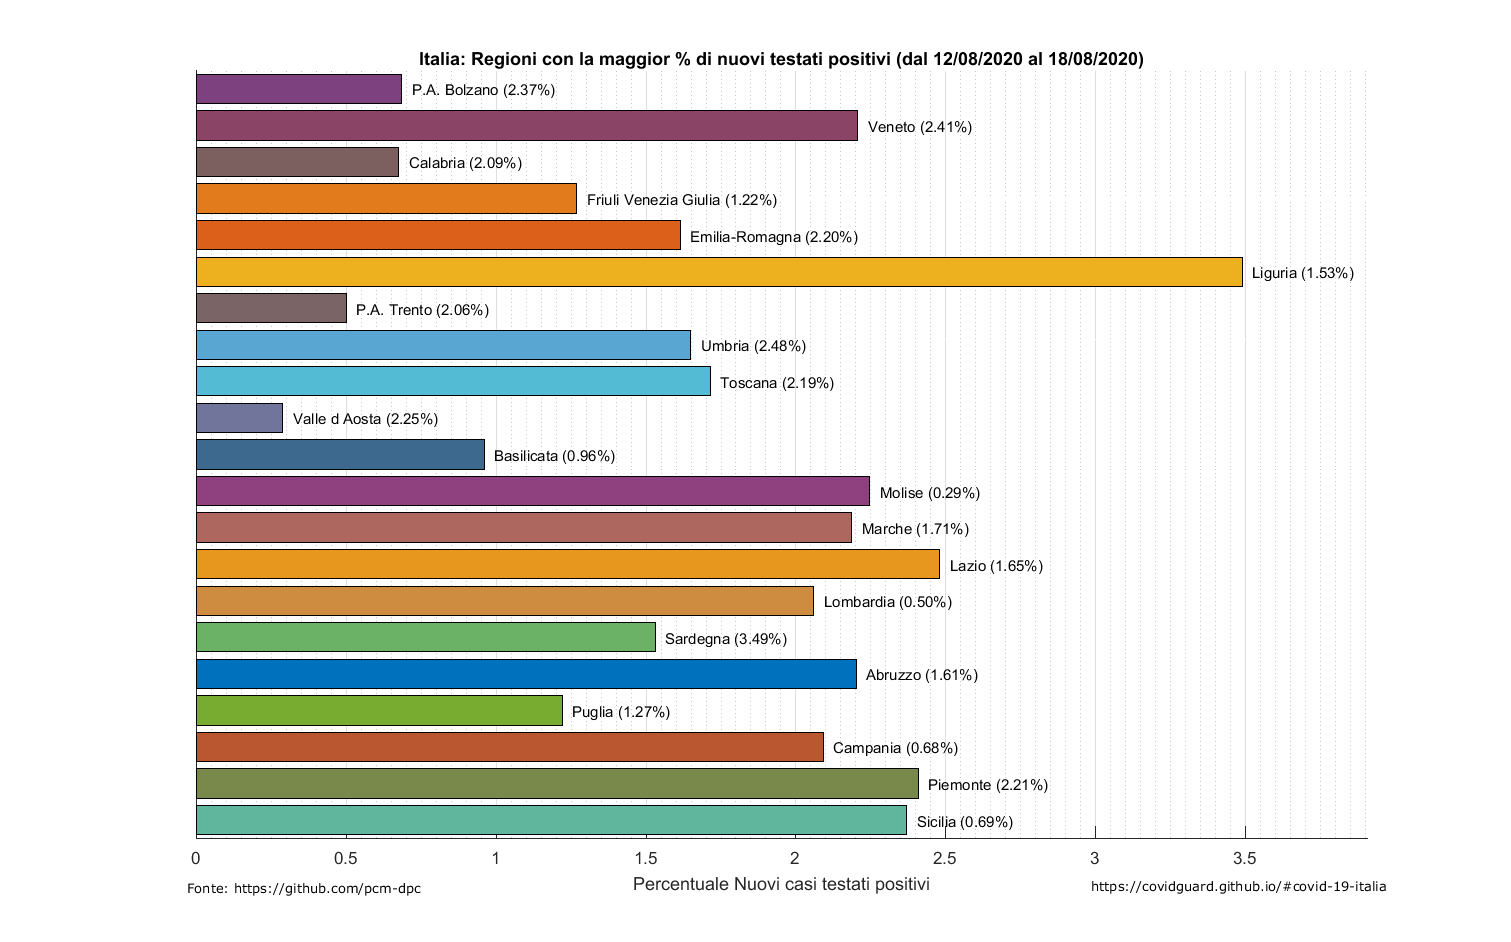 Italia: Regioni con la maggior % di nuovi testati positivi (dal 12/08/2020 al 18/08/2020)
P.A. Bolzano (2.37%)
Veneto (2.41%)
Calabria (2.09%)
Friuli Venezia Giulia (1.22%)
Emilia-Romagna (2.20%)
Liguria (1.53%)
P.A. Trento (2.06%)
Umbria (2.48%)
Toscana (2.19%)
Valle d Aosta (2.25%)
Basilicata (0.96%)
Molise (0.29%)
Marche (1.71%)
Lazio (1.65%)
Lombardia (0.50%)
Sardegna (3.49%)
Abruzzo (1.61%)
Puglia (1.27%)
Campania (0.68%)
Piemonte (2.21%)
Sicilia (0.69%)
0 0.5 1 1.5 2 2.5 3 3.5
Percentuale Nuovi casi testati positivi
Fonte: https://github.com/pcm-dpc
https://covidguard.github.io/#covid-19-italia